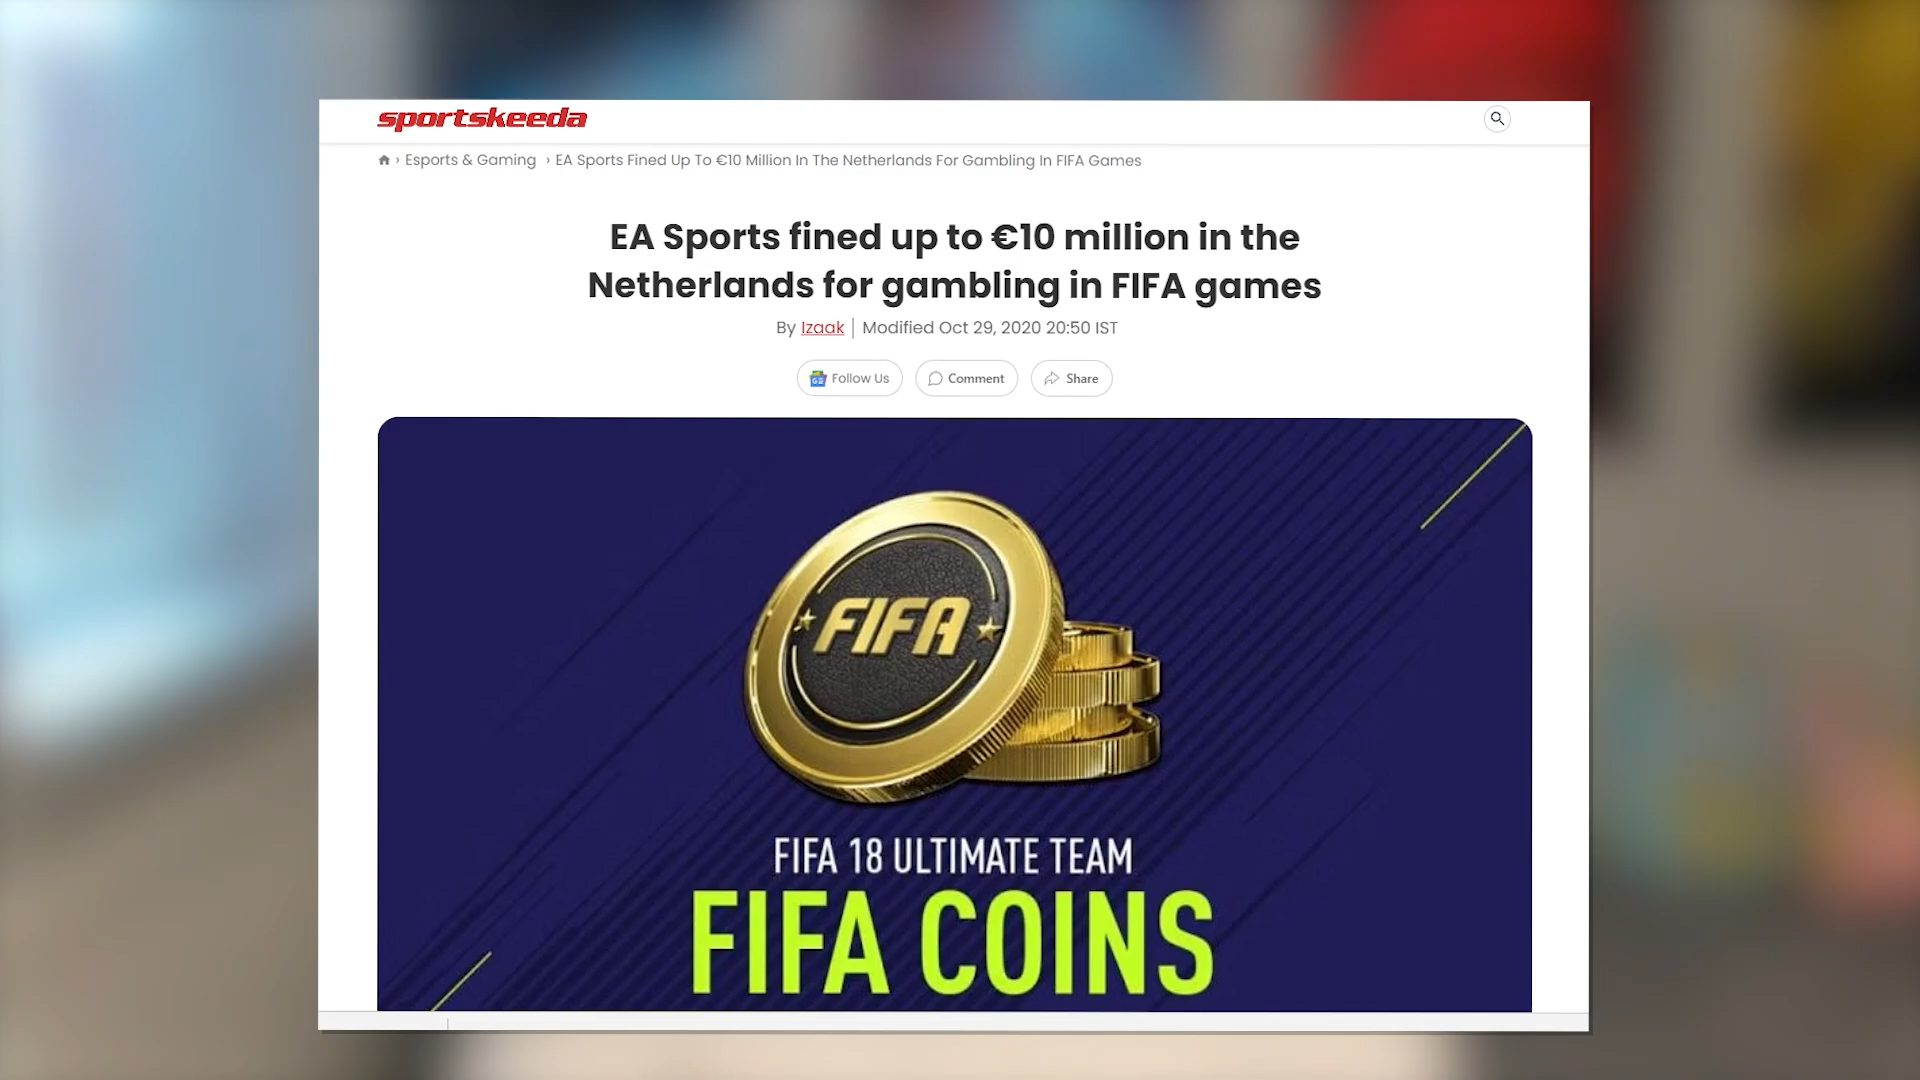 sportskeeda
› Esports & Gaming › EA Sports Fined Up To €10 Million In The Netherlands For Gambling In FIFA Games
EA Sports fined up to €10 million in the
Netherlands for gambling in FIFA games
By Izaak | Modified Oct 29, 2020 20:50 IST
Follow Us Comment Share
FIFA
FIFA 18 ULTIMATE TEAM
FIFA COINS